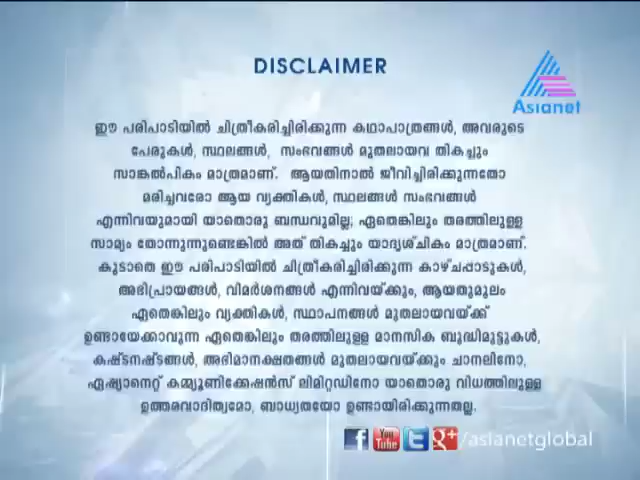 DISCLAIMER
Asianet
ഈ പരിപാടിയിൽ ചിത്രീകരിച്ചിരിക്കുന്ന കഥാപാത്രങ്ങൾ, അവരുടെ
പേരുകൾ, സ്ഥലങ്ങൾ, സംഭവങ്ങൾ മുതലായവ തികച്ചും
സാങ്കൽപികം മാത്രമാണ്. ആയതിനാൽ ജീവിച്ചിരിക്കുന്നതോ
മരിച്ചവരോ ആയ വ്യക്തികൾ, സ്ഥലങ്ങൾ സംഭവങ്ങൾ
എന്നിവയുമായി യാതൊരു ബന്ധവുമില്ല; ഏതെങ്കിലും തരത്തിലുള്ള
സാമ്യം തോന്നുന്നുണ്ടെങ്കിൽ അത് തികച്ചും യാദൃശ്ചികം മാത്രമാണ്.
കൂടാതെ ഈ പരിപാടിയിൽ ചിത്രീകരിച്ചിരിക്കുന്ന കാഴ്ചപ്പാടുകൾ,
അഭിപ്രായങ്ങൾ, വിമർശനങ്ങൾ എന്നിവയ്ക്കും, ആയതുമൂലം
ഏതെങ്കിലും വ്യക്തികൾ, സ്ഥാപനങ്ങൾ മുതലായവയ്ക്ക്
ഉണ്ടായേക്കാവുന്ന ഏതെങ്കിലും തരത്തിലുള്ള മാനസിക ബുദ്ധിമുട്ടുകൾ,
കഷ്ടനഷ്ടങ്ങൾ, അഭിമാനക്ഷതങ്ങൾ മുതലായവയ്ക്കും ചാനലിനോ,
ഏഷ്യാനെറ്റ് കമ്മ്യൂണിക്കേഷൻസ് ലിമിറ്റഡിനോ യാതൊരു വിധത്തിലുള്ള
ഉത്തരവാദിത്വമോ, ബാധ്യതയോ ഉണ്ടായിരിക്കുന്നതല്ല.
f You Tube t g+ /asianetglobal